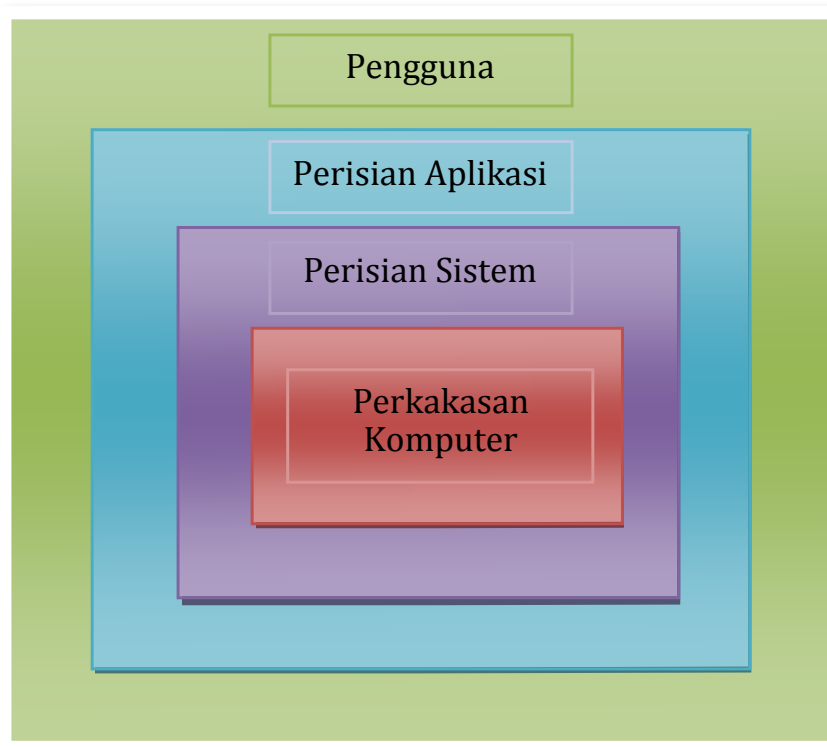 Pengguna
Perisian Aplikasi
Perisian Sistem
Perkakasan
Komputer